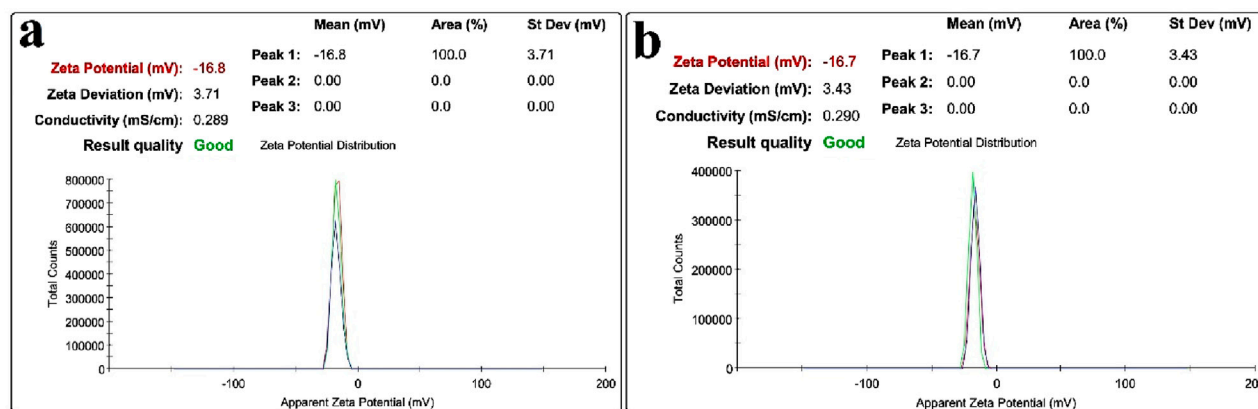 a
Mean (mV) Area (%) St Dev (mV)
Zeta Potential (mV): -16.8 Peak 1: -16.8 100.0 3.71
Zeta Deviation (mV): 3.71 Peak 2: 0.00 0.0 0.00
Conductivity (mS/cm): 0.289 Peak 3: 0.00 0.0 0.00
Result quality Good
Zeta Potential Distribution
Total Counts
800000
700000
600000
500000
400000
300000
200000
100000
0
-100 0 100 200
Apparent Zeta Potential (mV)
b
Mean (mV) Area (%) St Dev (mV)
Zeta Potential (mV): -16.7 Peak 1: -16.7 100.0 3.43
Zeta Deviation (mV): 3.43 Peak 2: 0.00 0.0 0.00
Conductivity (mS/cm): 0.290 Peak 3: 0.00 0.0 0.00
Result quality Good
Zeta Potential Distribution
Total Counts
400000
300000
200000
100000
0
-100 0 100 20
Apparent Zeta Potential (mV)